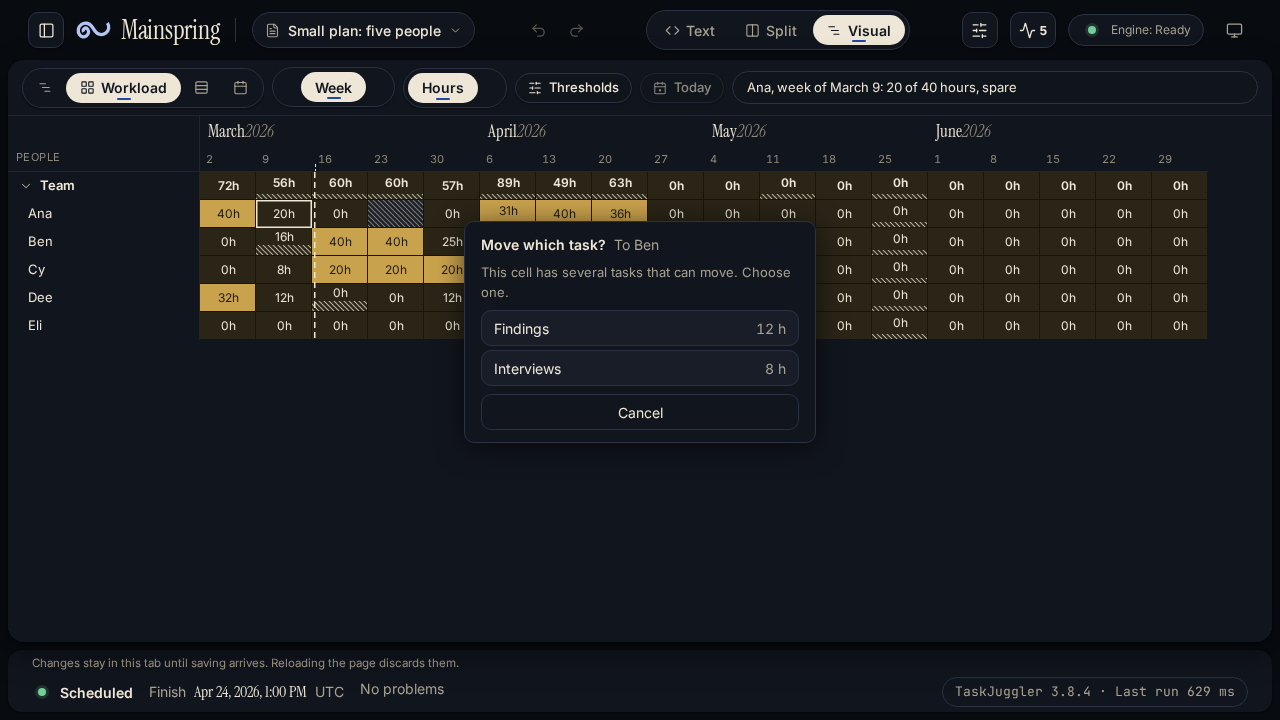 Mainspring
Small plan: five people
Text
Split
Visual
5
Engine: Ready
Workload
Week
Hours
Thresholds
Today
Ana, week of March 9: 20 of 40 hours, spare
March 2026 April 2026 May 2026 June 2026
PEOPLE 2 9 16 23 30 6 13 20 27 4 11 18 25 1 8 15 22 29
Team 72h 56h 60h 60h 57h 89h 49h 63h 0h 0h 0h 0h 0h 0h 0h 0h 0h 0h
Ana 40h 20h 0h 0h 31h 40h 36h 0h 0h 0h 0h 0h 0h 0h 0h 0h 0h
Ben 0h 16h 40h 40h 25h 0h 0h 0h 0h 0h 0h 0h
Cy 0h 8h 20h 20h 20h 0h 0h 0h 0h 0h 0h 0h
Dee 32h 12h 0h 0h 12h 0h 0h 0h 0h 0h 0h 0h
Eli 0h 0h 0h 0h 0h 0h 0h 0h 0h 0h 0h 0h
Move which task? To Ben
This cell has several tasks that can move. Choose
one.
Findings 12 h
Interviews 8 h
Cancel
Changes stay in this tab until saving arrives. Reloading the page discards them.
Scheduled Finish Apr 24, 2026, 1:00 PM UTC No problems
TaskJuggler 3.8.4 · Last run 629 ms